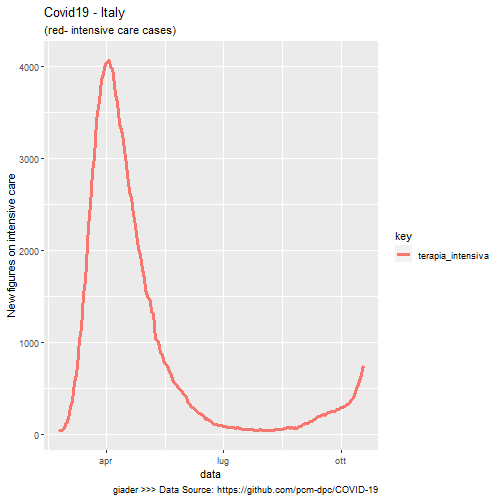 Covid19 - Italy
(red- intensive care cases)
New figures on intensive care
4000
3000
2000
1000
0
apr
lug
ott
data
key
terapia_intensiva
giader >>> Data Source: https://github.com/pcm-dpc/COVID-19